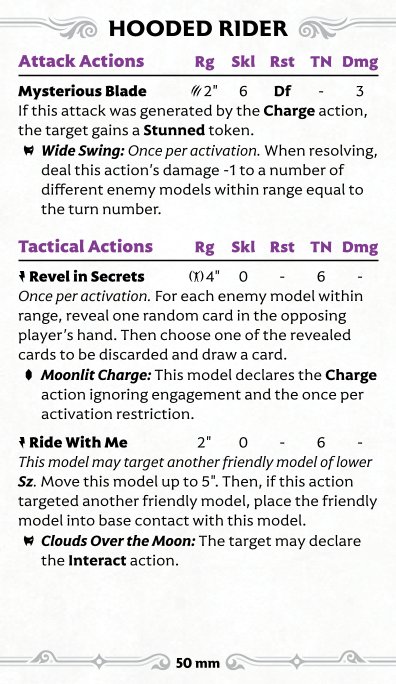 HOODED RIDER
Attack Actions Rg Skl Rst TN Dmg
Mysterious Blade 2" 6 Df - 3
If this attack was generated by the Charge action,
the target gains a Stunned token.
Wide Swing: Once per activation. When resolving,
deal this action's damage -1 to a number of
different enemy models within range equal to
the turn number.
Tactical Actions Rg Skl Rst TN Dmg
Revel in Secrets 4" 0 - 6 -
Once per activation. For each enemy model within
range, reveal one random card in the opposing
player's hand. Then choose one of the revealed
cards to be discarded and draw a card.
Moonlit Charge: This model declares the Charge
action ignoring engagement and the once per
activation restriction.
Ride With Me 2" 0 - 6 -
This model may target another friendly model of lower
Sz. Move this model up to 5". Then, if this action
targeted another friendly model, place the friendly
model into base contact with this model.
Clouds Over the Moon: The target may declare
the Interact action.
50 mm